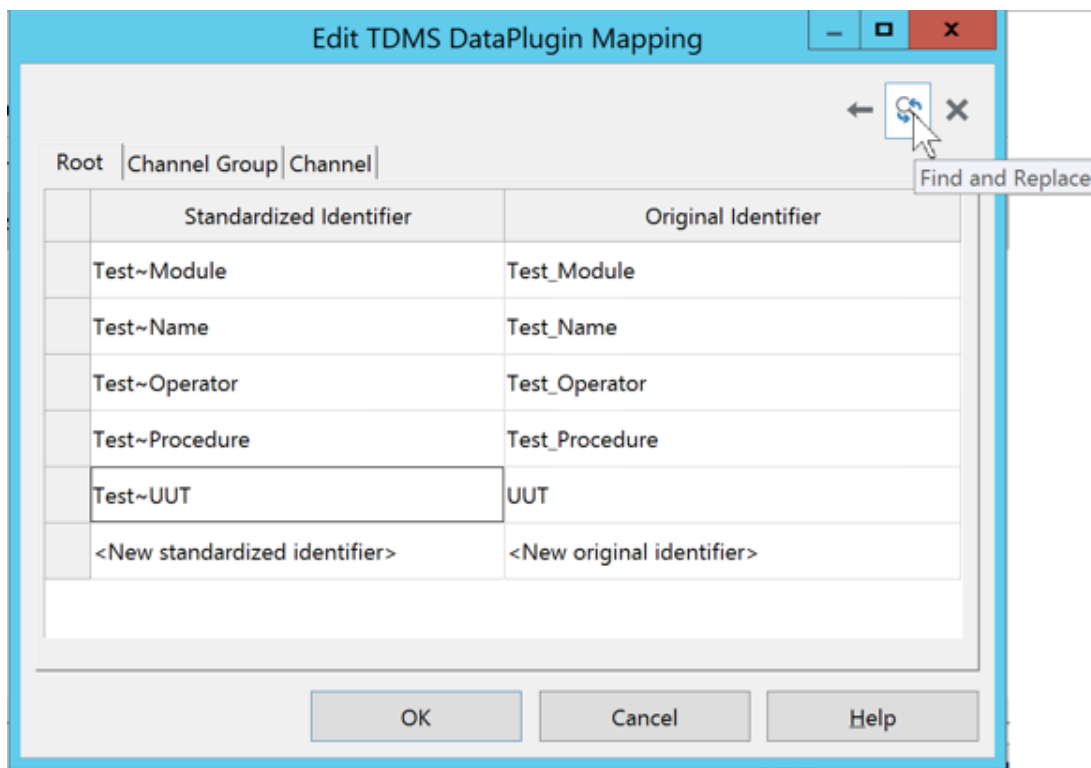 Edit TDMS DataPlugin Mapping
Find and Replace
Root Channel Group Channel
Standardized Identifier Original Identifier
Test~Module Test_Module
Test~Name Test_Name
Test~Operator Test_Operator
Test~Procedure Test_Procedure
Test~UUT UUT
<New standardized identifier> <New original identifier>
OK Cancel Help